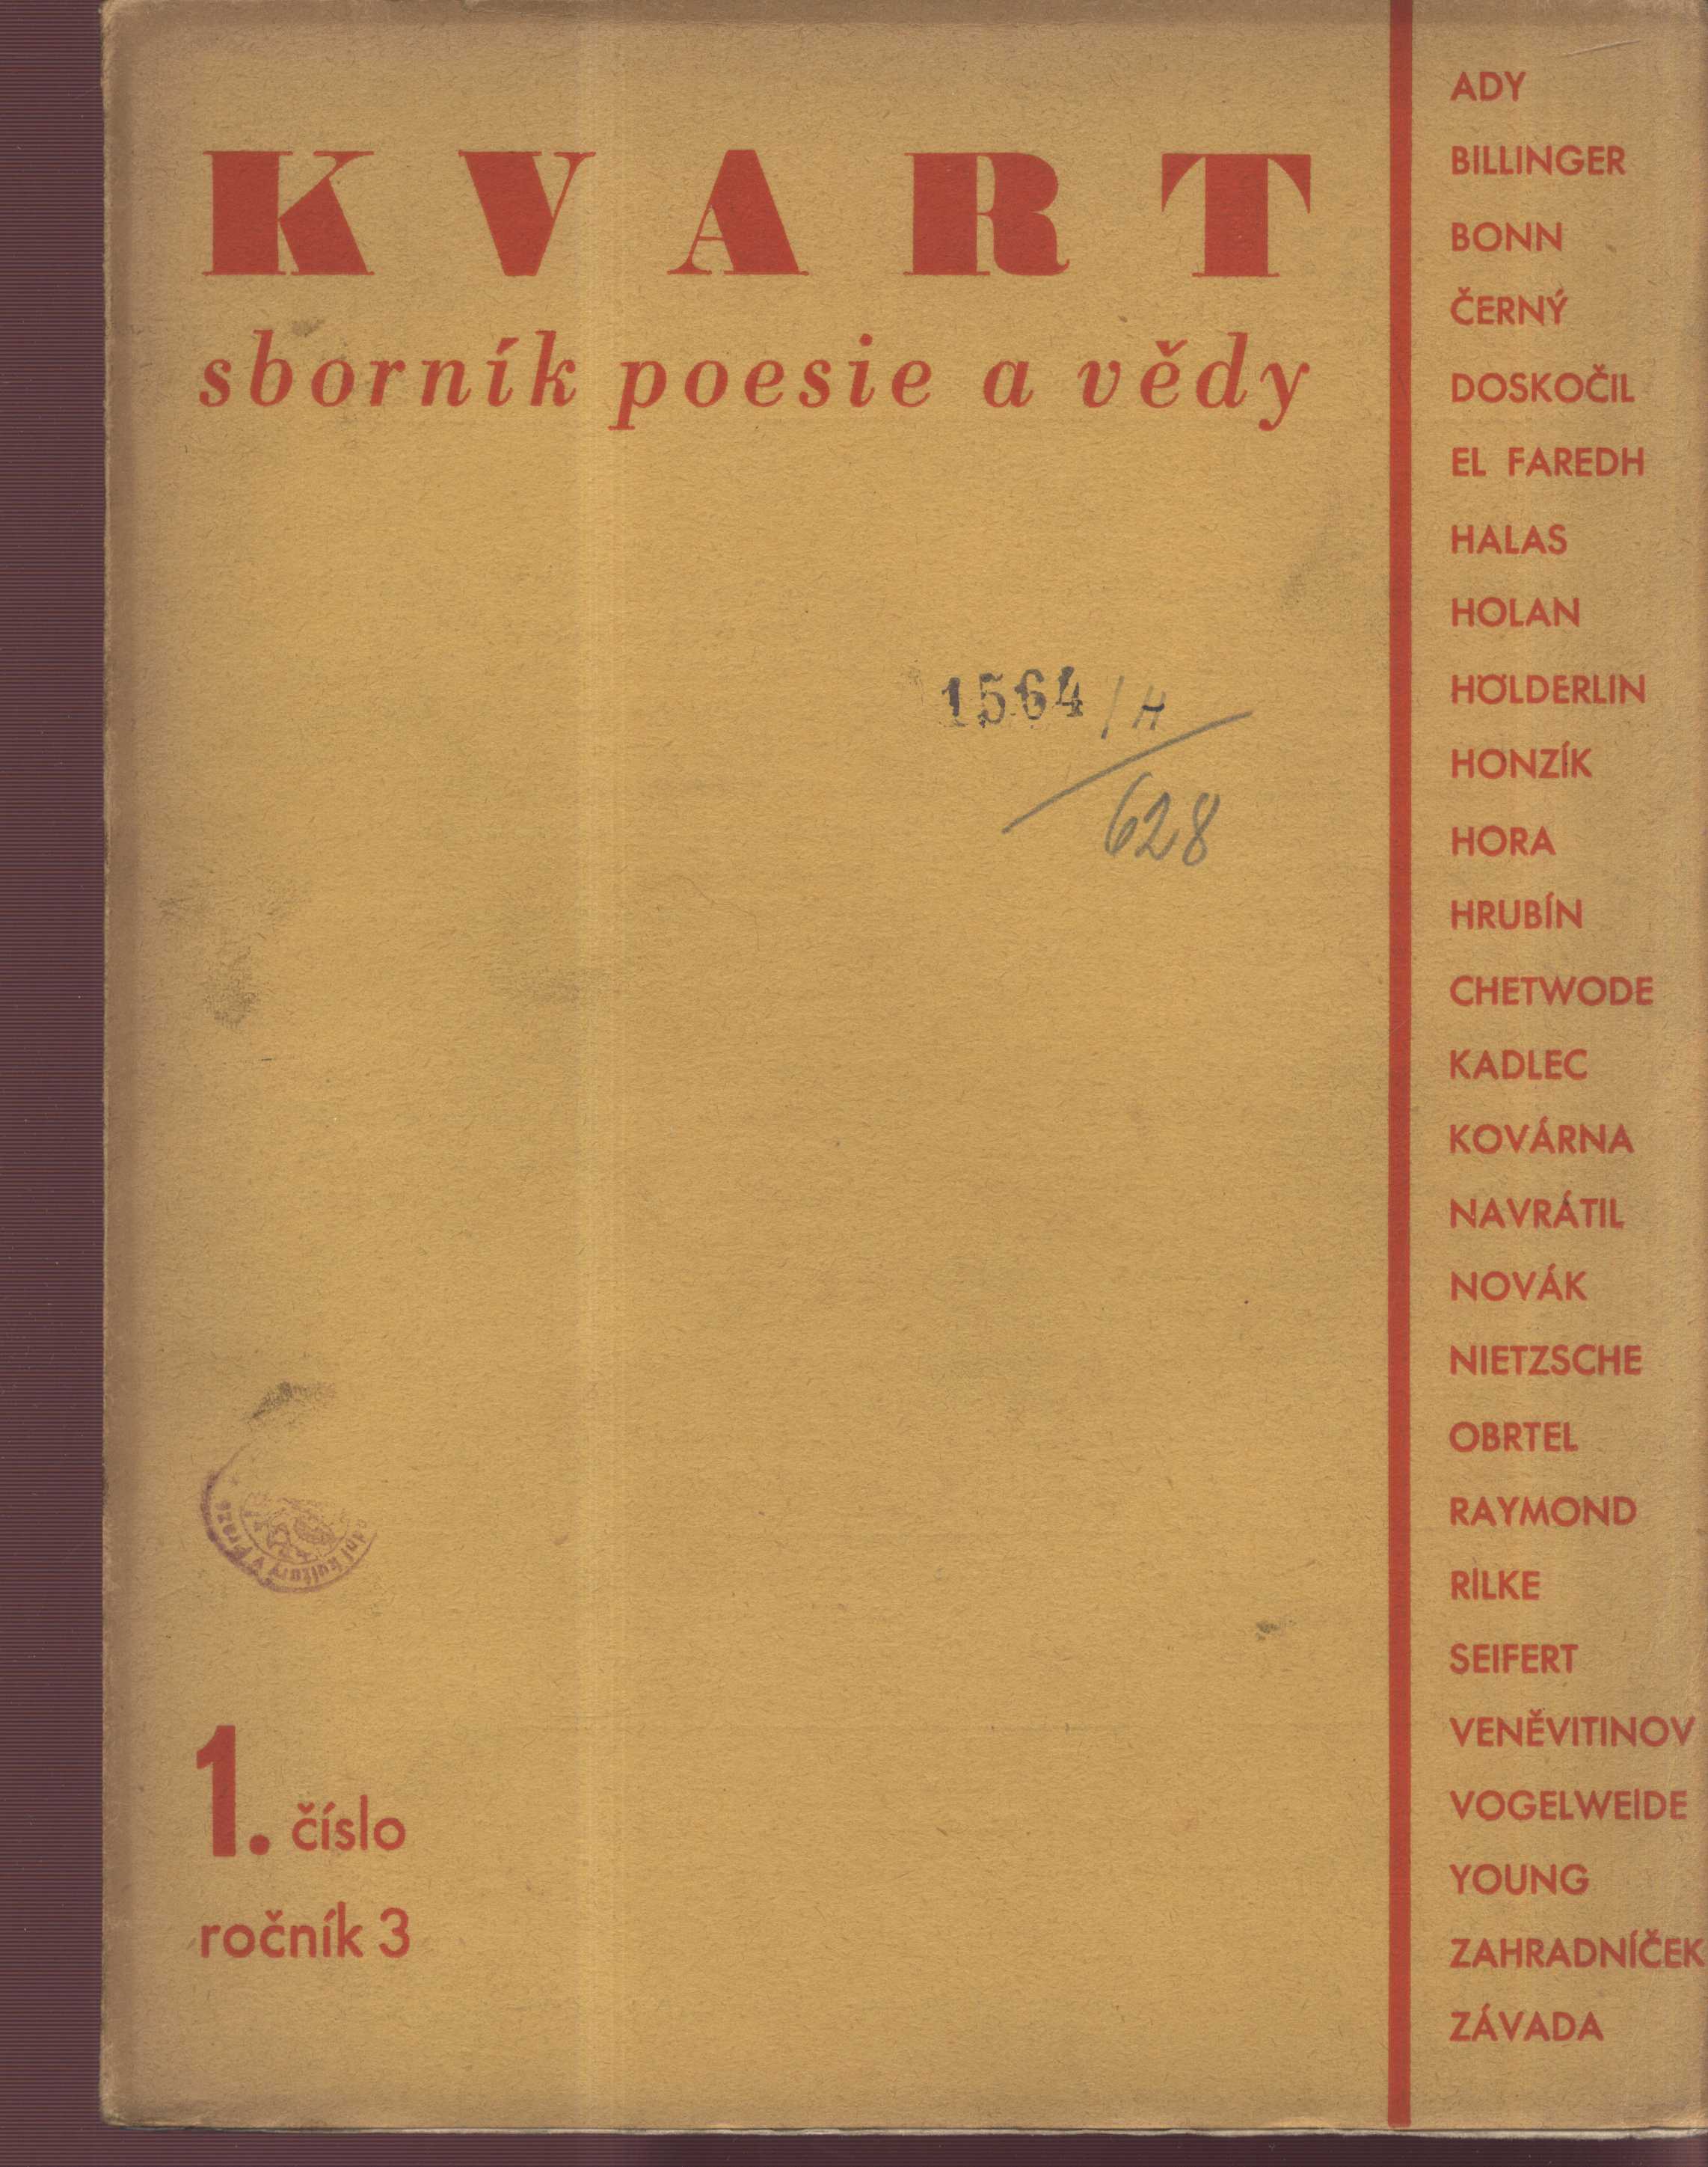 KVART
sborník poesie a vědy
1564/H
628
1. číslo
ročník 3
ADY
BILLINGER
BONN
ČERNÝ
DOSKOČIL
EL FAREDH
HALAS
HOLAN
HÖLDERLIN
HONZÍK
HORA
HRUBÍN
CHETWODE
KADLEC
KOVÁRNA
NAVRÁTIL
NOVÁK
NIETZSCHE
OBRTEL
RAYMOND
RILKE
SEIFERT
VENĚVITINOV
VOGELWEIDE
YOUNG
ZAHRADNÍČEK
ZÁVADA